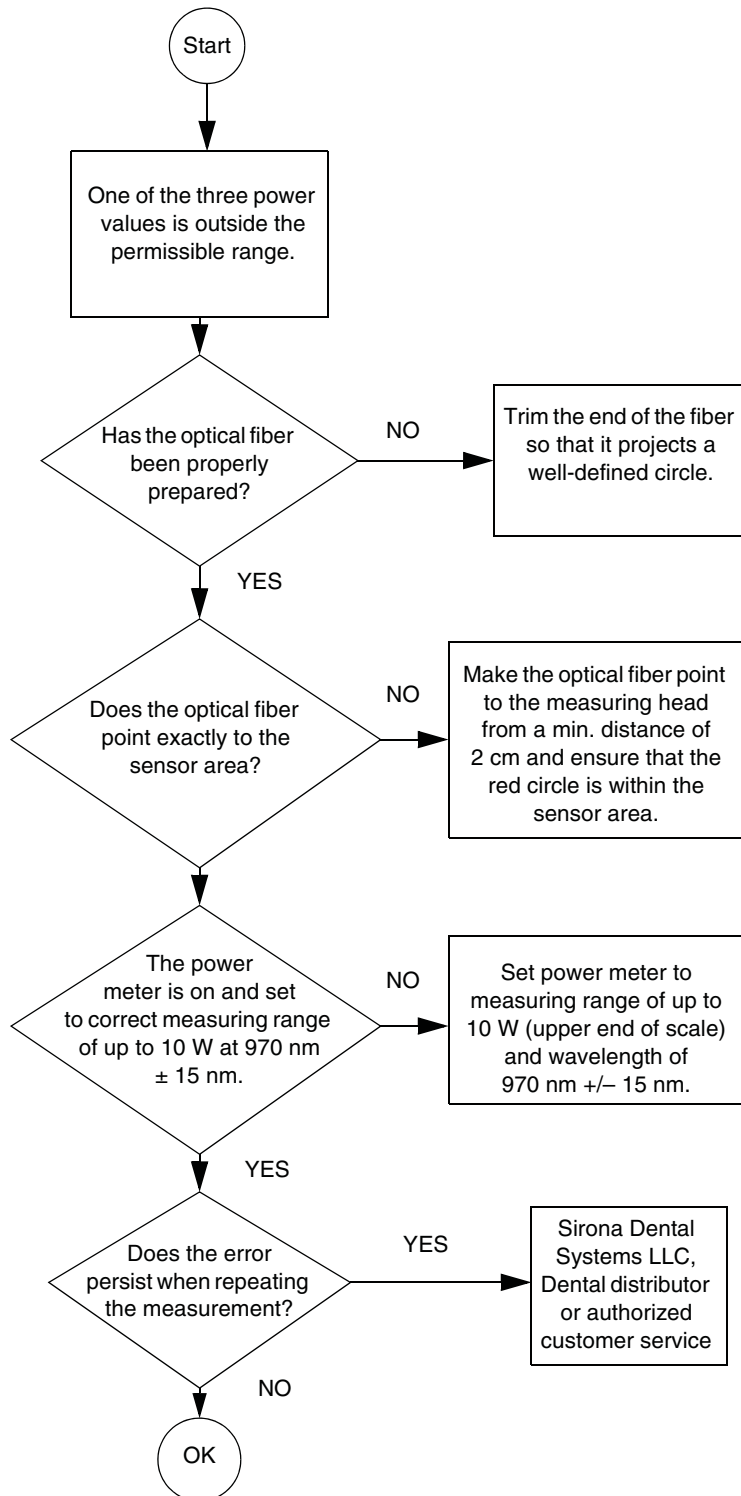 Start
One of the three power
values is outside the
permissible range.
Has the optical fiber
been properly
prepared?
NO
Trim the end of the fiber
so that it projects a
well-defined circle.
YES
Does the optical fiber
point exactly to the
sensor area?
NO
Make the optical fiber point
to the measuring head
from a min. distance of
2 cm and ensure that the
red circle is within the
sensor area.
The power
meter is on and set
to correct measuring range
of up to 10 W at 970 nm
± 15 nm.
NO
Set power meter to
measuring range of up to
10 W (upper end of scale)
and wavelength of
970 nm +/– 15 nm.
YES
Does the error
persist when repeating
the measurement?
YES
Sirona Dental
Systems LLC,
Dental distributor
or authorized
customer service
NO
OK